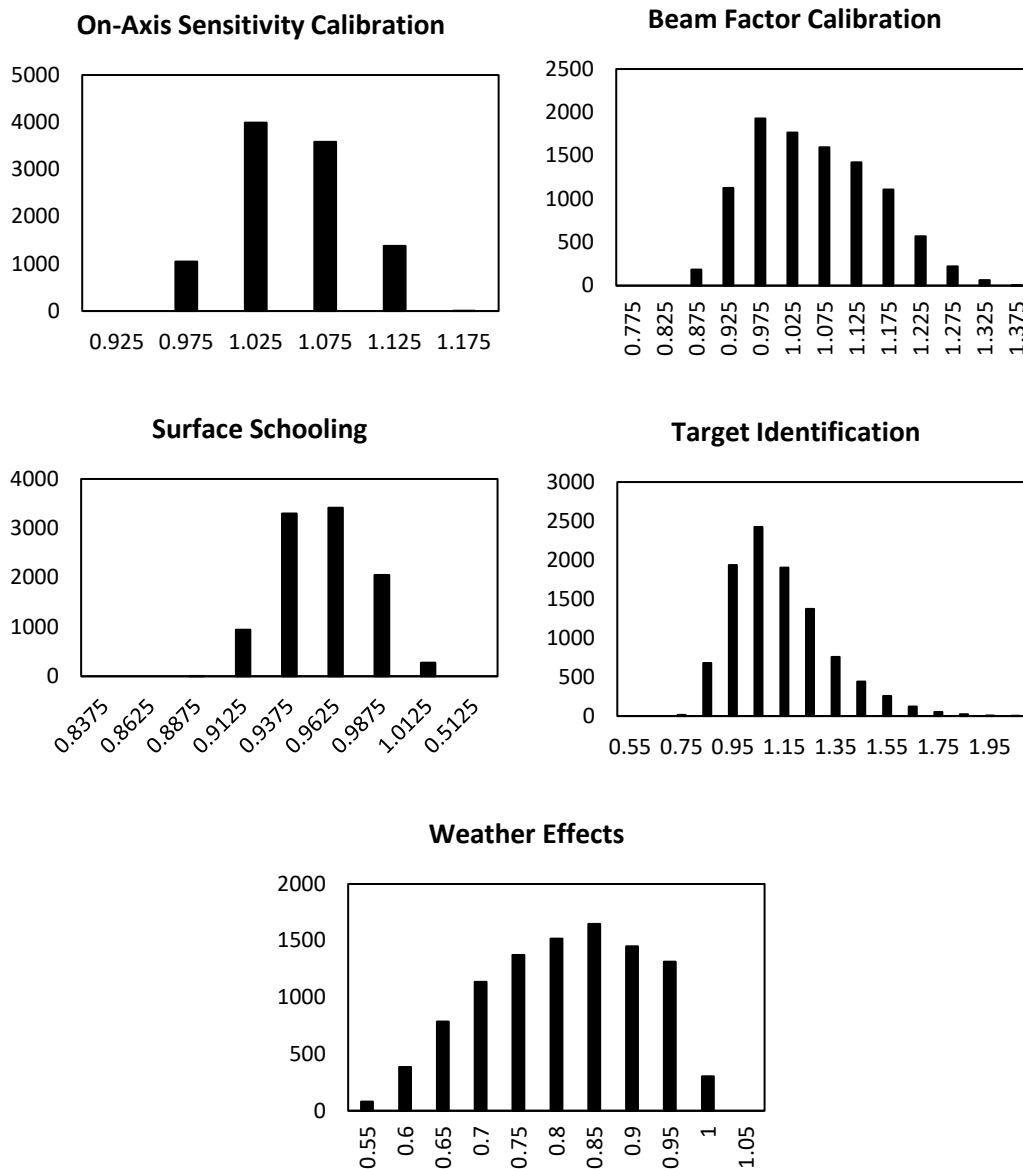 On-Axis Sensitivity Calibration
5000
4000
3000
2000
1000
0
0.925 0.975 1.025 1.075 1.125 1.175
Beam Factor Calibration
2500
2000
1500
1000
500
0
0.775 0.825 0.875 0.925 0.975 1.025 1.075 1.125 1.175 1.225 1.275 1.325 1.375
Surface Schooling
4000
3000
2000
1000
0
0.8375 0.8625 0.8875 0.9125 0.9375 0.9625 0.9875 1.0125 0.5125
Target Identification
3000
2500
2000
1500
1000
500
0
0.55 0.75 0.95 1.15 1.35 1.55 1.75 1.95
Weather Effects
2000
1500
1000
500
0
0.55 0.6 0.65 0.7 0.75 0.8 0.85 0.9 0.95 1 1.05